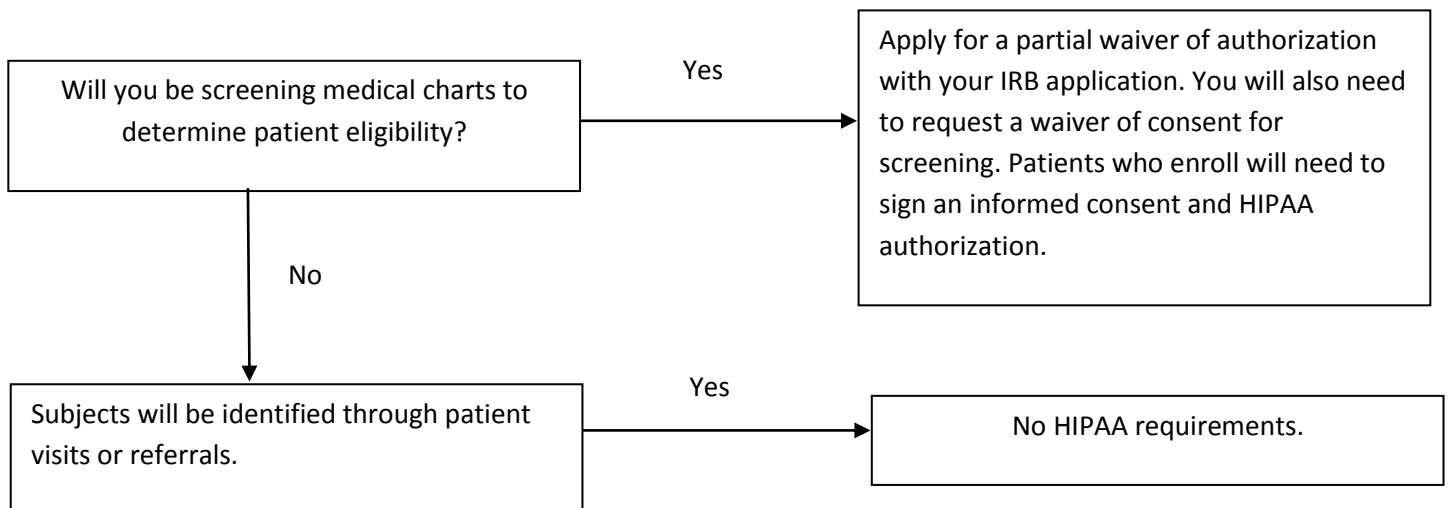 Will you be screening medical charts to
determine patient eligibility?
Yes
Apply for a partial waiver of authorization
with your IRB application. You will also need
to request a waiver of consent for
screening. Patients who enroll will need to
sign an informed consent and HIPAA
authorization.
No
Subjects will be identified through patient
visits or referrals.
Yes
No HIPAA requirements.